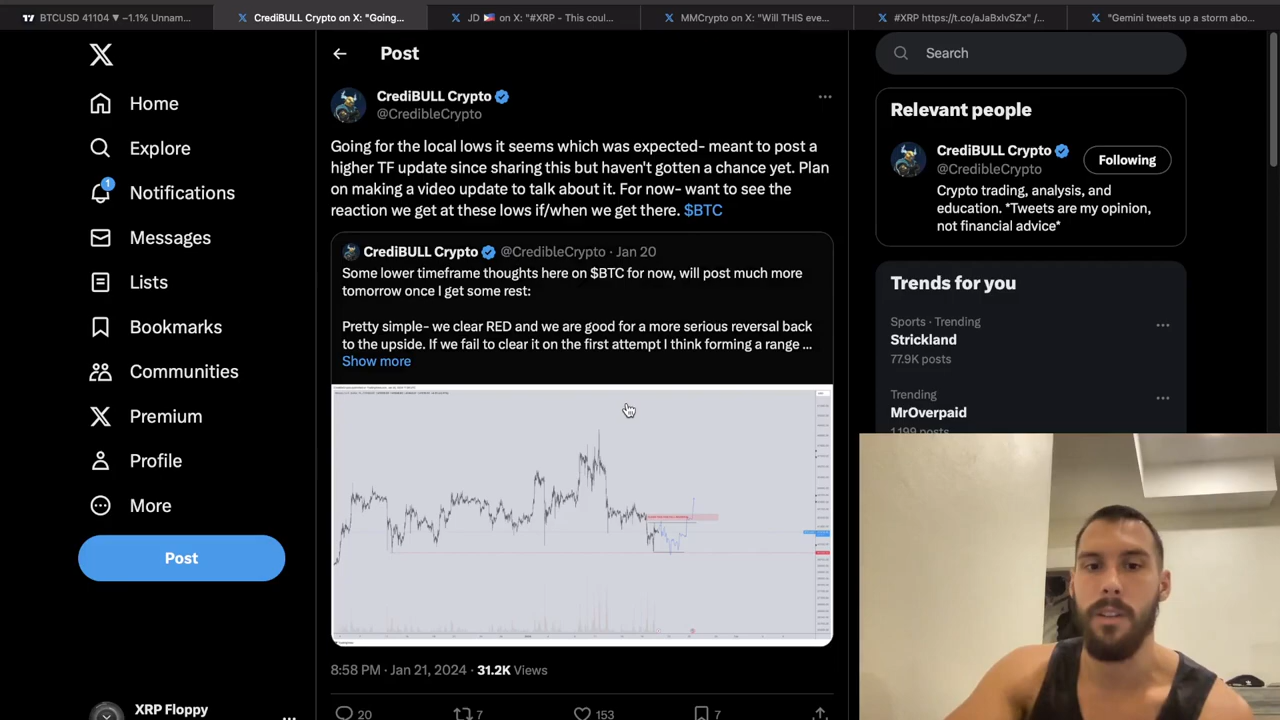 BTCUSD 41104 ▼ −1.1% Unnam...
CrediBULL Crypto on X: "Going...
JD 🇵🇭 on X: "#XRP - This coul...
MMCrypto on X: "Will THIS eve...
#XRP https://t.co/aJaBxIvSZx" /...
"Gemini tweets up a storm abo...
Home
Explore
1
Notifications
Messages
Lists
Bookmarks
Communities
Premium
Profile
More
Post
XRP Floppy
Post
CrediBULL Crypto
@CredibleCrypto
Going for the local lows it seems which was expected- meant to post a
higher TF update since sharing this but haven't gotten a chance yet. Plan
on making a video update to talk about it. For now- want to see the
reaction we get at these lows if/when we get there. $BTC
CrediBULL Crypto @CredibleCrypto · Jan 20
Some lower timeframe thoughts here on $BTC for now, will post much more
tomorrow once I get some rest:
Pretty simple- we clear RED and we are good for a more serious reversal back
to the upside. If we fail to clear it on the first attempt I think forming a range ...
Show more
8:58 PM · Jan 21, 2024 · 31.2K Views
20
7
153
7
Search
Relevant people
CrediBULL Crypto
@CredibleCrypto
Following
Crypto trading, analysis, and
education. *Tweets are my opinion,
not financial advice*
Trends for you
Sports · Trending
Strickland
77.9K posts
Trending
MrOverpaid
1,199 posts